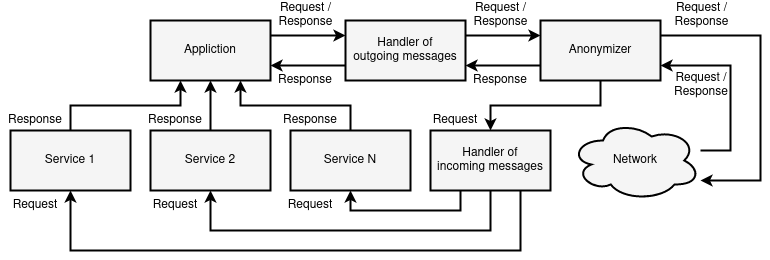 Request /
Response
Request /
Response
Request /
Response
Appliction
Handler of
outgoing messages
Anonymizer
Response
Response
Request /
Response
Response
Response
Response
Request
Service 1
Service 2
Service N
Handler of
incoming messages
Network
Request
Request
Request